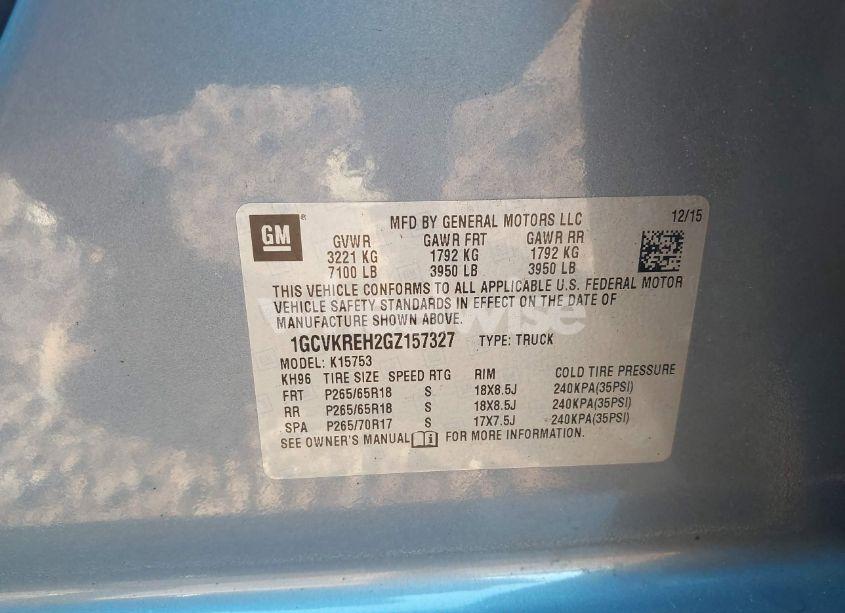 GM ®
MFD BY GENERAL MOTORS LLC 12/15
GVWR GAWR FRT GAWR RR
3221 KG 1792 KG 1792 KG
7100 LB 3950 LB 3950 LB
THIS VEHICLE CONFORMS TO ALL APPLICABLE U.S. FEDERAL MOTOR
VEHICLE SAFETY STANDARDS IN EFFECT ON THE DATE OF
MANUFACTURE SHOWN ABOVE.
1GCVKREH2GZ157327 TYPE: TRUCK
MODEL: K15753
KH96 TIRE SIZE SPEED RTG RIM COLD TIRE PRESSURE
FRT P265/65R18 S 18X8.5J 240KPA(35PSI)
RR P265/65R18 S 18X8.5J 240KPA(35PSI)
SPA P265/70R17 S 17X7.5J 240KPA(35PSI)
SEE OWNER'S MANUAL FOR MORE INFORMATION.